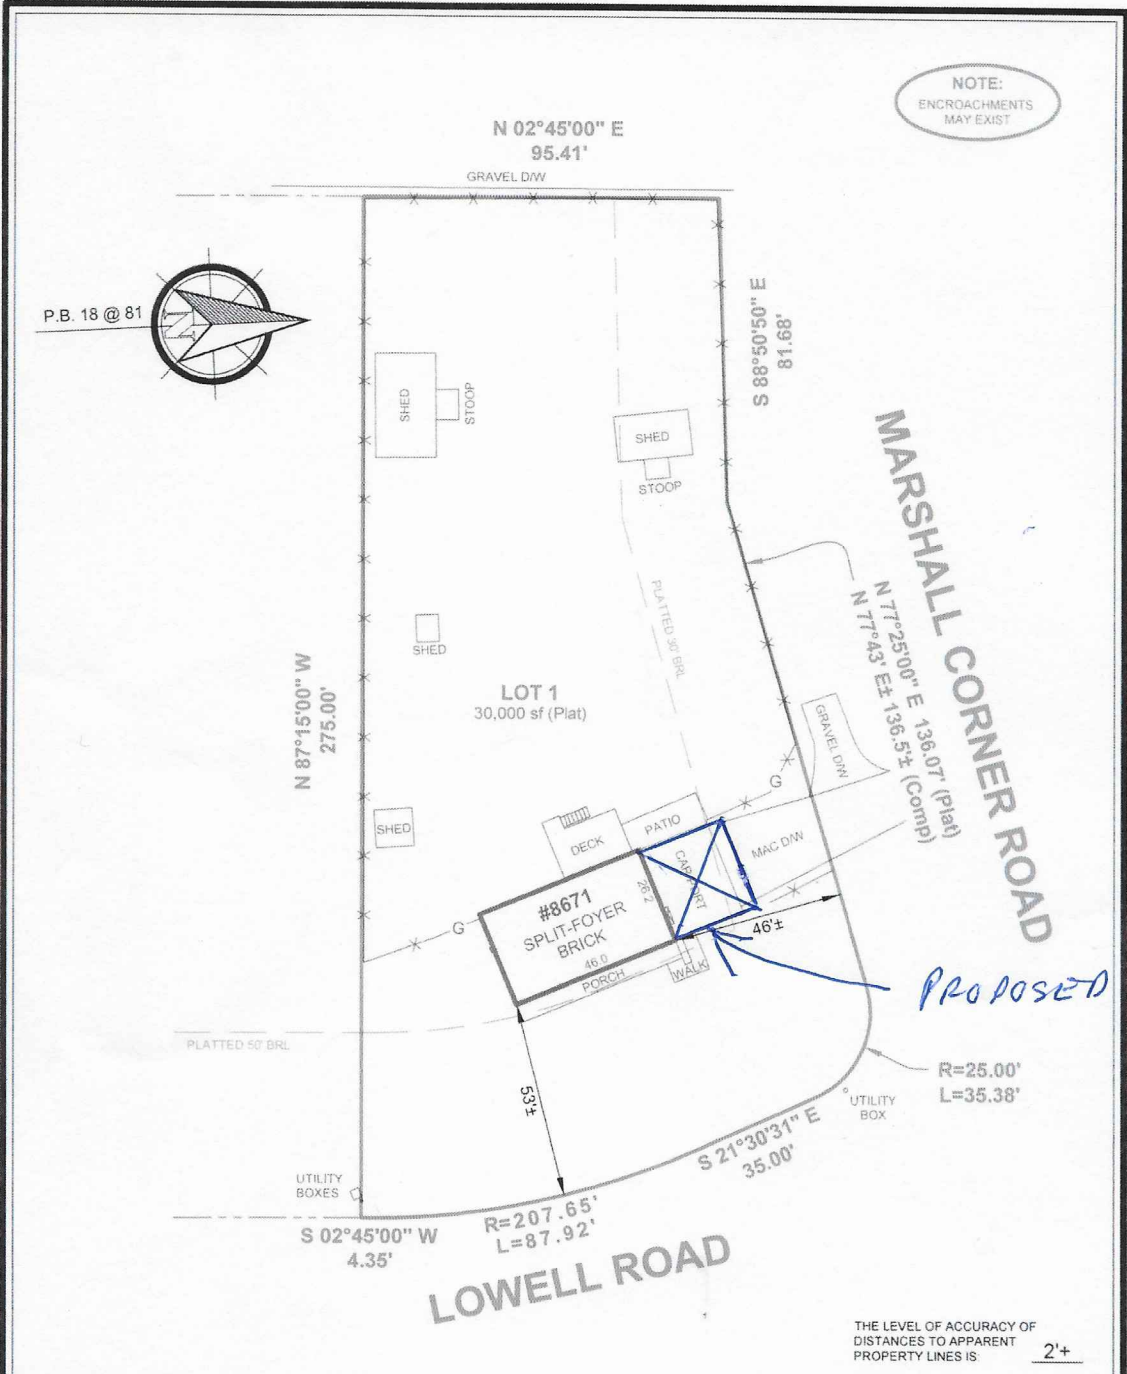 NOTE:
ENCROACHMENTS
MAY EXIST
N 02°45'00" E
95.41'
GRAVEL D/W
P.B. 18 @ 81
N
S 88°50'50" E
81.68'
SHED
STOOP
SHED
STOOP
MARSHALL CORNER ROAD
N 77°25'00" E 136.07' (Plat)
N 77°43' E± 136.5'± (Comp)
PLATTED 30' BRL
SHED
N 87°15'00" W
275.00'
LOT 1
30,000 sf (Plat)
GRAVEL D/W
G
SHED
DECK
PATIO
MAC D/W
CARPORT
#8671
SPLIT-FOYER
BRICK
26.2
46.0
G
PORCH
WALK
46'±
PROPOSED
PLATTED 50' BRL
53'±
R=25.00'
L=35.38'
UTILITY
BOX
S 21°30'31" E
35.00'
UTILITY
BOXES
S 02°45'00" W
4.35'
R=207.65'
L=87.92'
LOWELL ROAD
THE LEVEL OF ACCURACY OF
DISTANCES TO APPARENT
PROPERTY LINES IS: 2'±